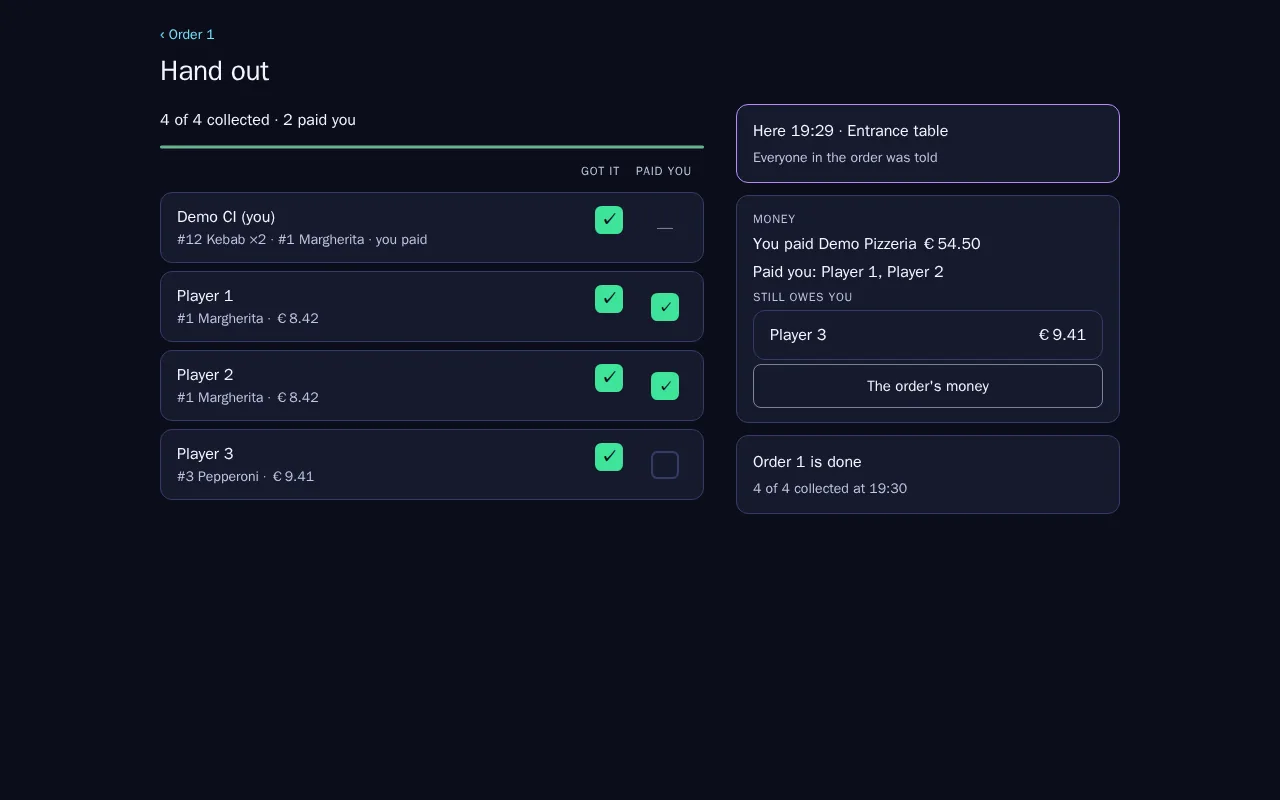 ‹ Order 1
Hand out
4 of 4 collected · 2 paid you
GOT IT PAID YOU
Demo CI (you)
#12 Kebab ×2 · #1 Margherita · you paid
✓ —
Player 1
#1 Margherita · € 8.42
✓ ✓
Player 2
#1 Margherita · € 8.42
✓ ✓
Player 3
#3 Pepperoni · € 9.41
✓
Here 19:29 · Entrance table
Everyone in the order was told
MONEY
You paid Demo Pizzeria € 54.50
Paid you: Player 1, Player 2
STILL OWES YOU
Player 3 € 9.41
The order's money
Order 1 is done
4 of 4 collected at 19:30